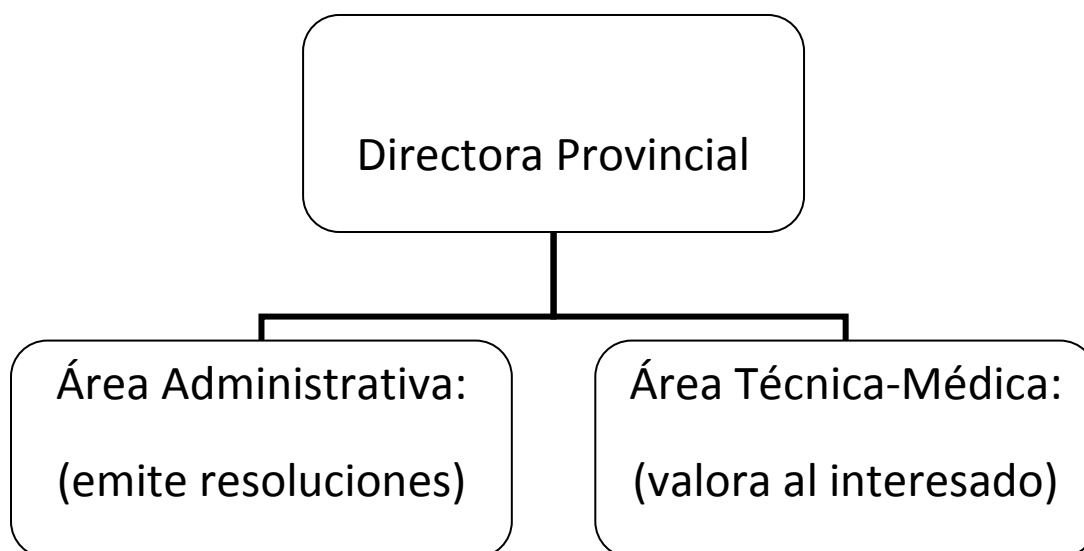 Directora Provincial
Área Administrativa:
(emite resoluciones)
Área Técnica-Médica:
(valora al interesado)